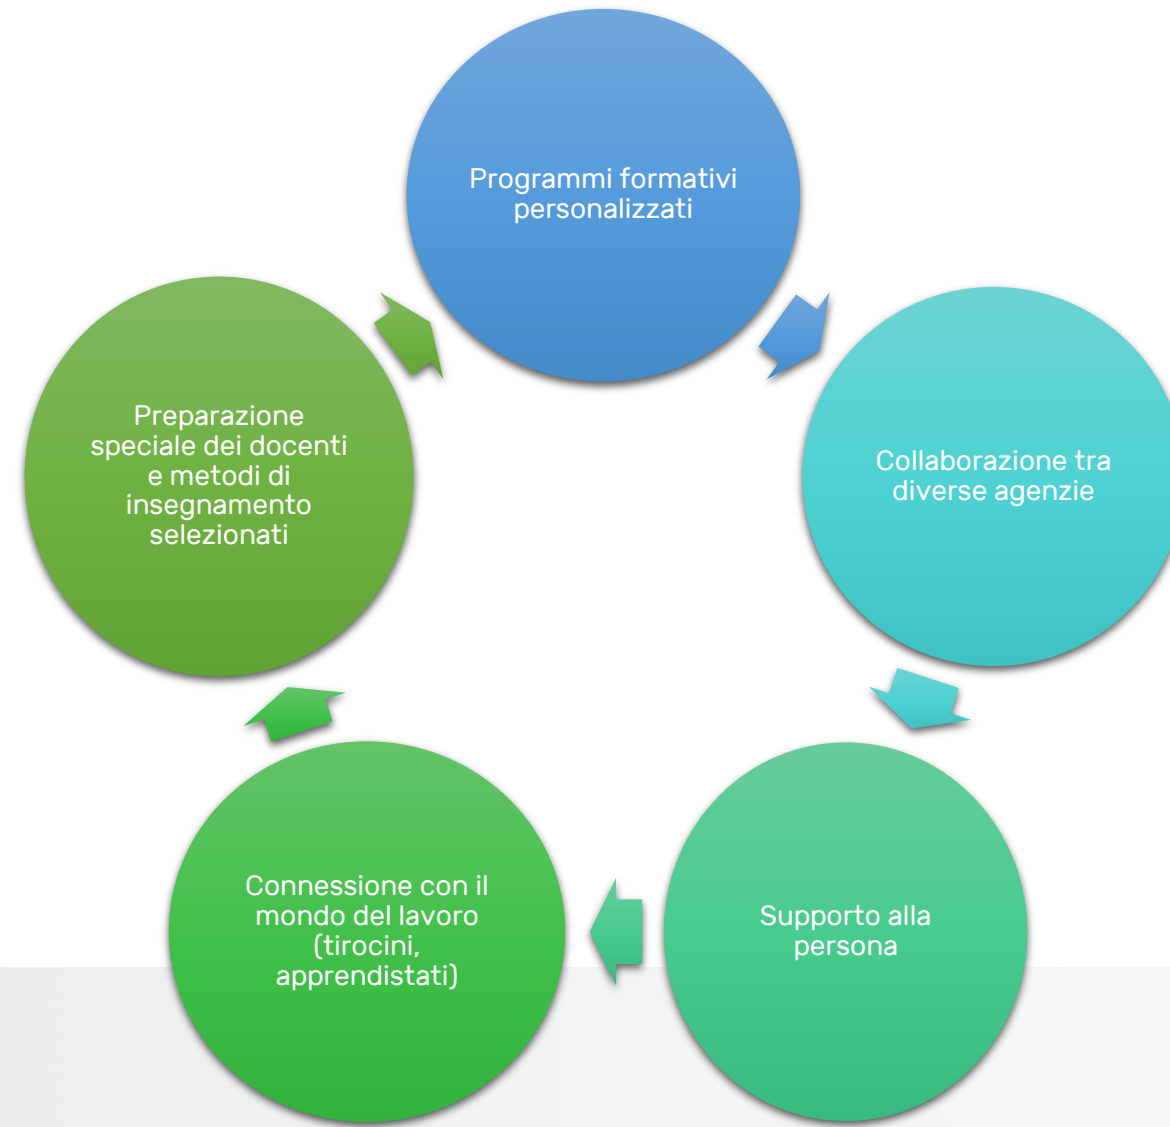 Programmi formativi
personalizzati
Collaborazione tra
diverse agenzie
Supporto alla
persona
Connessione con il
mondo del lavoro
(tirocini,
apprendistati)
Preparazione
speciale dei docenti
e metodi di
insegnamento
selezionati